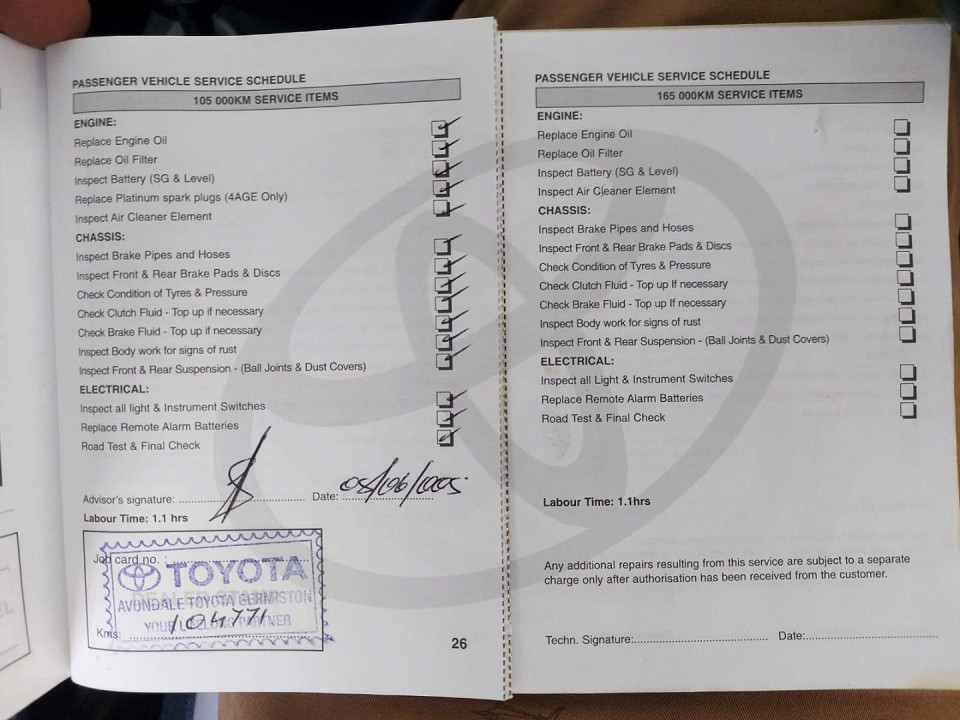 PASSENGER VEHICLE SERVICE SCHEDULE
105 000KM SERVICE ITEMS
ENGINE:
Replace Engine Oil
Replace Oil Filter
Inspect Battery (SG & Level)
Replace Platinum spark plugs (4AGE Only)
Inspect Air Cleaner Element
CHASSIS:
Inspect Brake Pipes and Hoses
Inspect Front & Rear Brake Pads & Discs
Check Condition of Tyres & Pressure
Check Clutch Fluid - Top up if necessary
Check Brake Fluid - Top up if necessary
Inspect Body work for signs of rust
Inspect Front & Rear Suspension - (Ball Joints & Dust Covers)
ELECTRICAL:
Inspect all light & Instrument Switches
Replace Remote Alarm Batteries
Road Test & Final Check
Advisor's signature: Date:
Labour Time: 1.1 hrs
Job card no. :
TOYOTA
AVONDALE TOYOTA GERMISTON
YOUR LIFELONG PARTNER
Kms: 104771
26
PASSENGER VEHICLE SERVICE SCHEDULE
165 000KM SERVICE ITEMS
ENGINE:
Replace Engine Oil
Replace Oil Filter
Inspect Battery (SG & Level)
Inspect Air Cleaner Element
CHASSIS:
Inspect Brake Pipes and Hoses
Inspect Front & Rear Brake Pads & Discs
Check Condition of Tyres & Pressure
Check Clutch Fluid - Top up If necessary
Check Brake Fluid - Top up If necessary
Inspect Body work for signs of rust
Inspect Front & Rear Suspension - (Ball Joints & Dust Covers)
ELECTRICAL:
Inspect all Light & Instrument Switches
Replace Remote Alarm Batteries
Road Test & Final Check
Labour Time: 1.1hrs
Any additional repairs resulting from this service are subject to a separate
charge only after authorisation has been received from the customer.
Techn. Signature: Date: